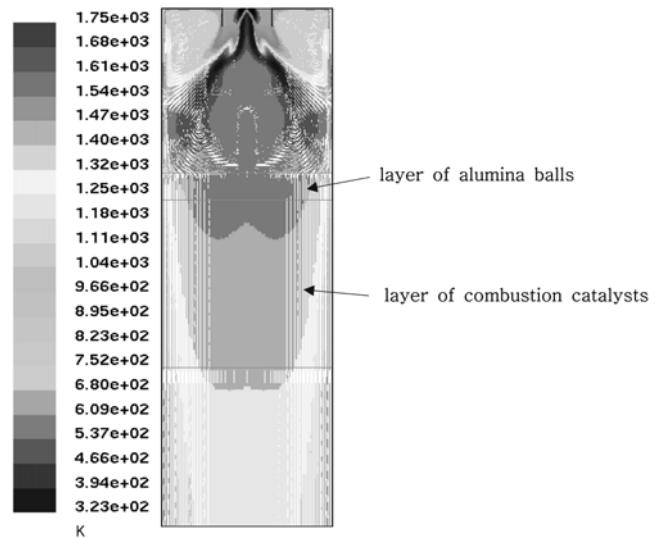 1.75e+03
1.68e+03
1.61e+03
1.54e+03
1.47e+03
1.40e+03
1.32e+03
1.25e+03
1.18e+03
1.11e+03
1.04e+03
9.66e+02
8.95e+02
8.23e+02
7.52e+02
6.80e+02
6.09e+02
5.37e+02
4.66e+02
3.94e+02
3.23e+02
K
layer of alumina balls
layer of combustion catalysts